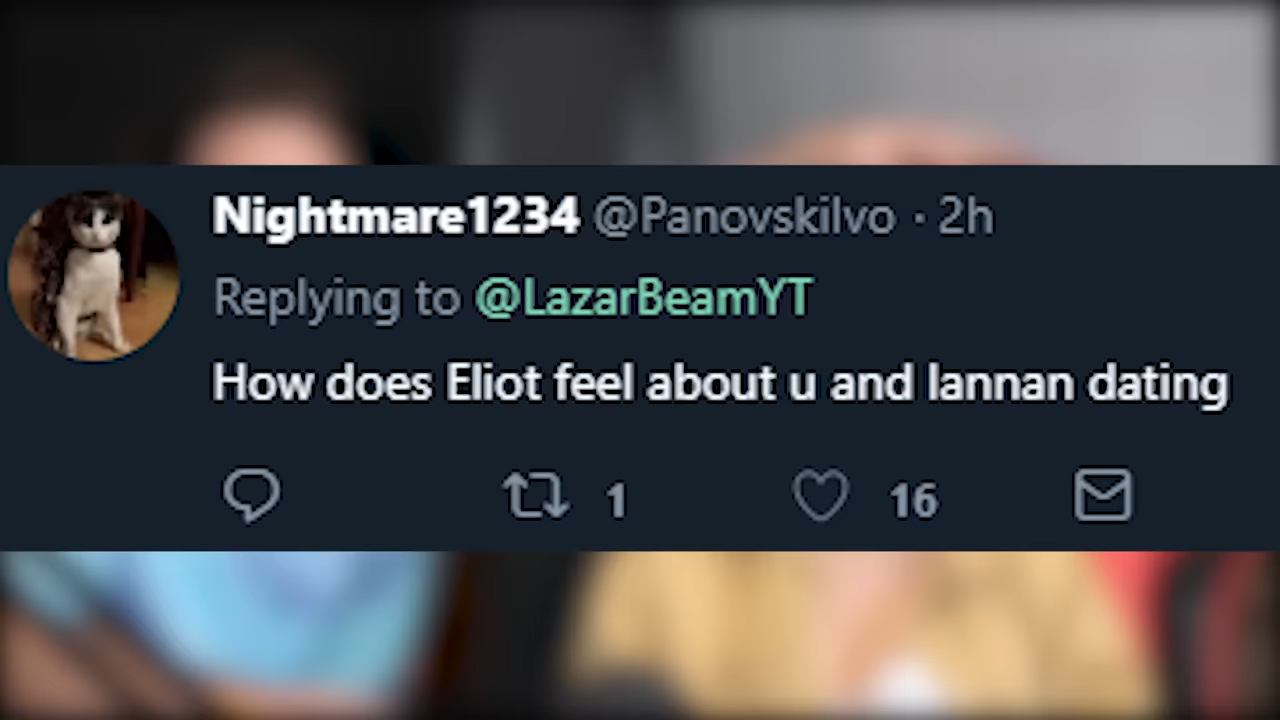 Nightmare1234 @Panovskilvo · 2h
Replying to @LazarBeamYT
How does Eliot feel about u and lannan dating
1 16